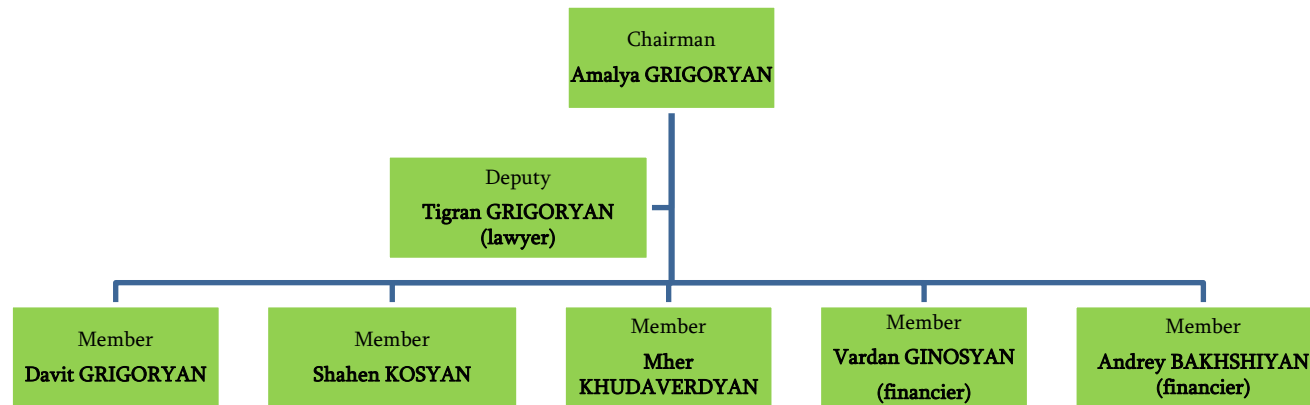 Chairman
Amalya GRIGORYAN
Deputy
Tigran GRIGORYAN
(lawyer)
Member
Davit GRIGORYAN
Member
Shahen KOSYAN
Member
Mher
KHUDAVERDYAN
Member
Vardan GINOSYAN
(financier)
Member
Andrey BAKHSHIYAN
(financier)